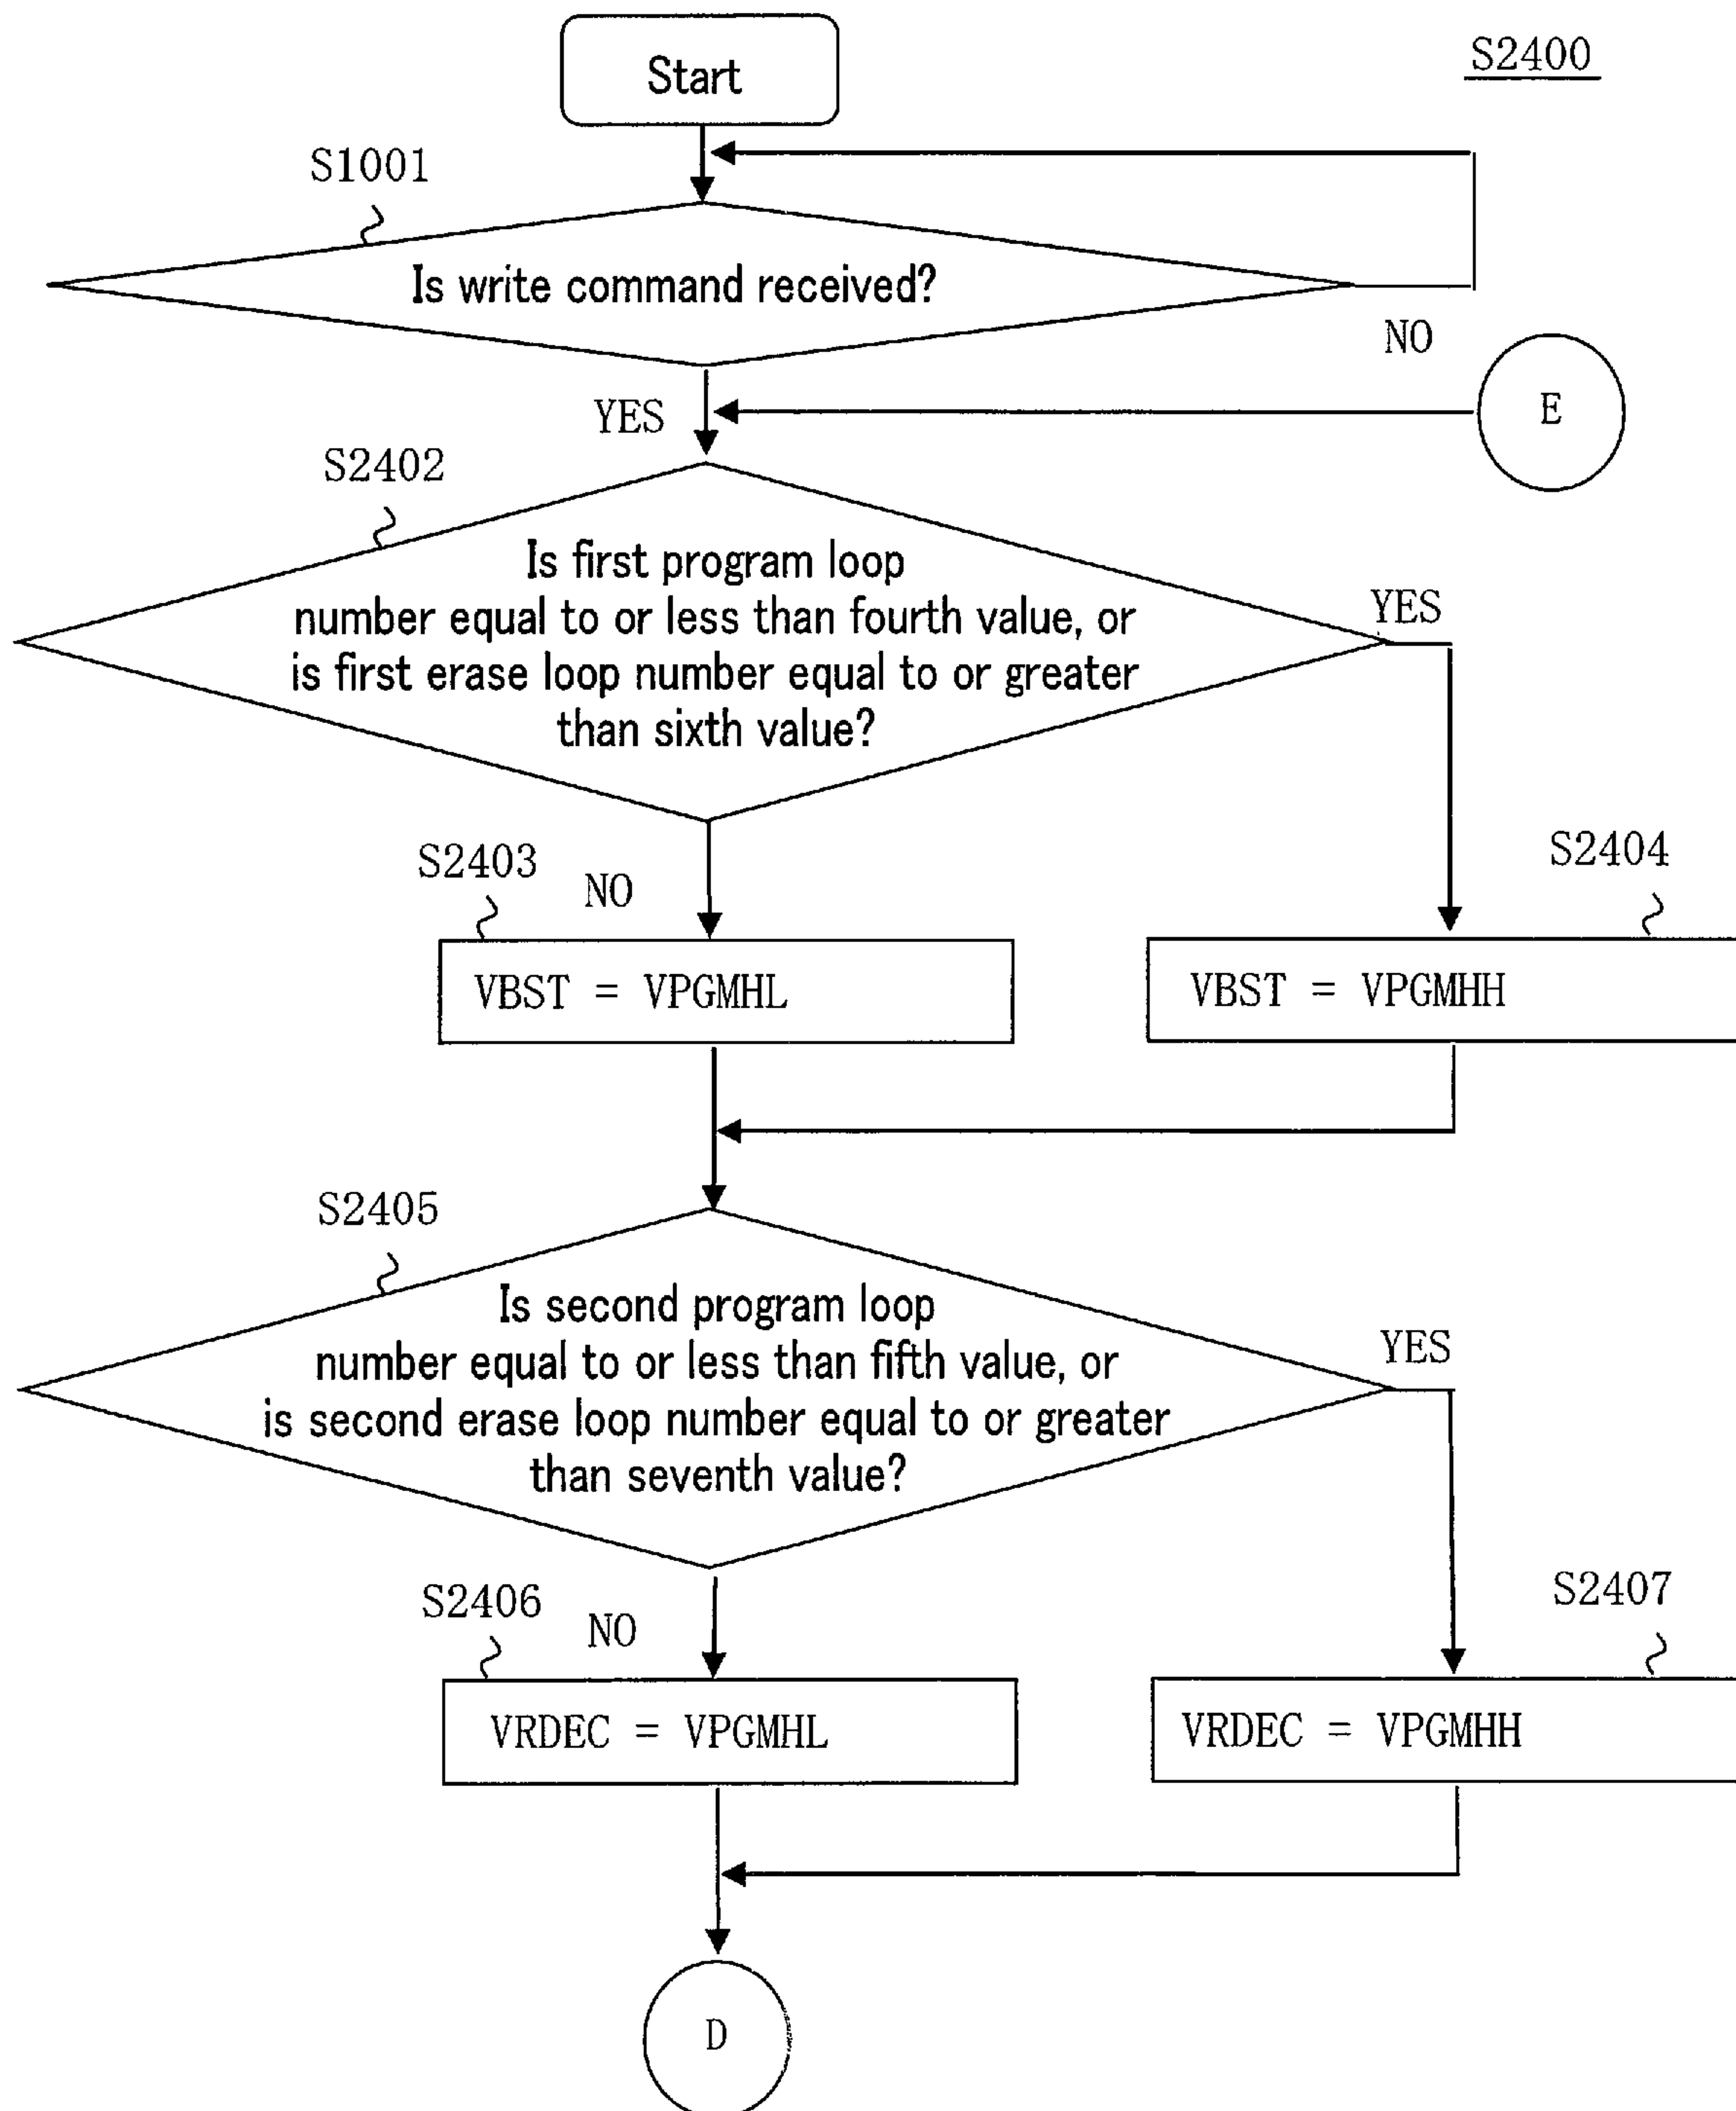 Start
S2400
S1001
Is write command received?
NO
YES
E
S2402
Is first program loop
number equal to or less than fourth value, or
is first erase loop number equal to or greater
than sixth value?
YES
S2403
NO
S2404
VBST = VPGMHL
VBST = VPGMHH
S2405
Is second program loop
number equal to or less than fifth value, or
is second erase loop number equal to or greater
than seventh value?
YES
S2406
NO
S2407
VRDEC = VPGMHL
VRDEC = VPGMHH
D